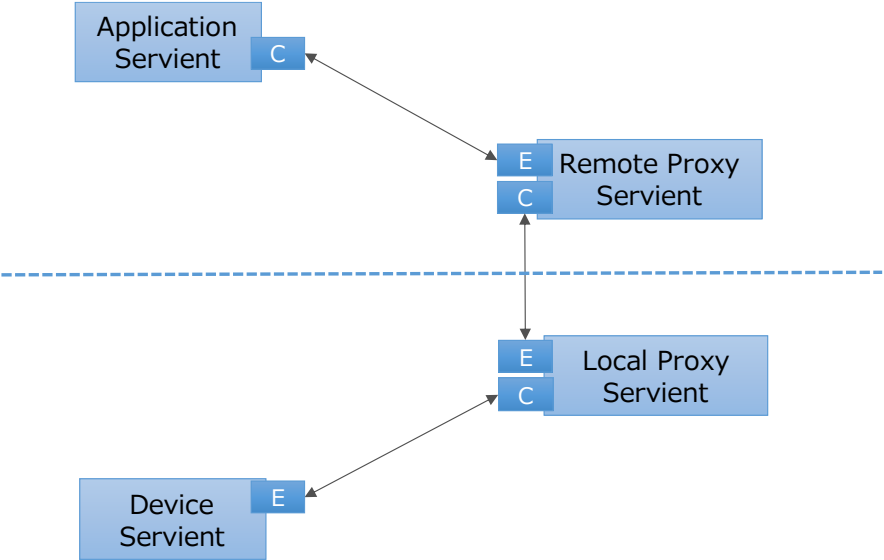 Application
Servient
C
E
Remote Proxy
Servient
C
E
Local Proxy
Servient
C
E
Device
Servient